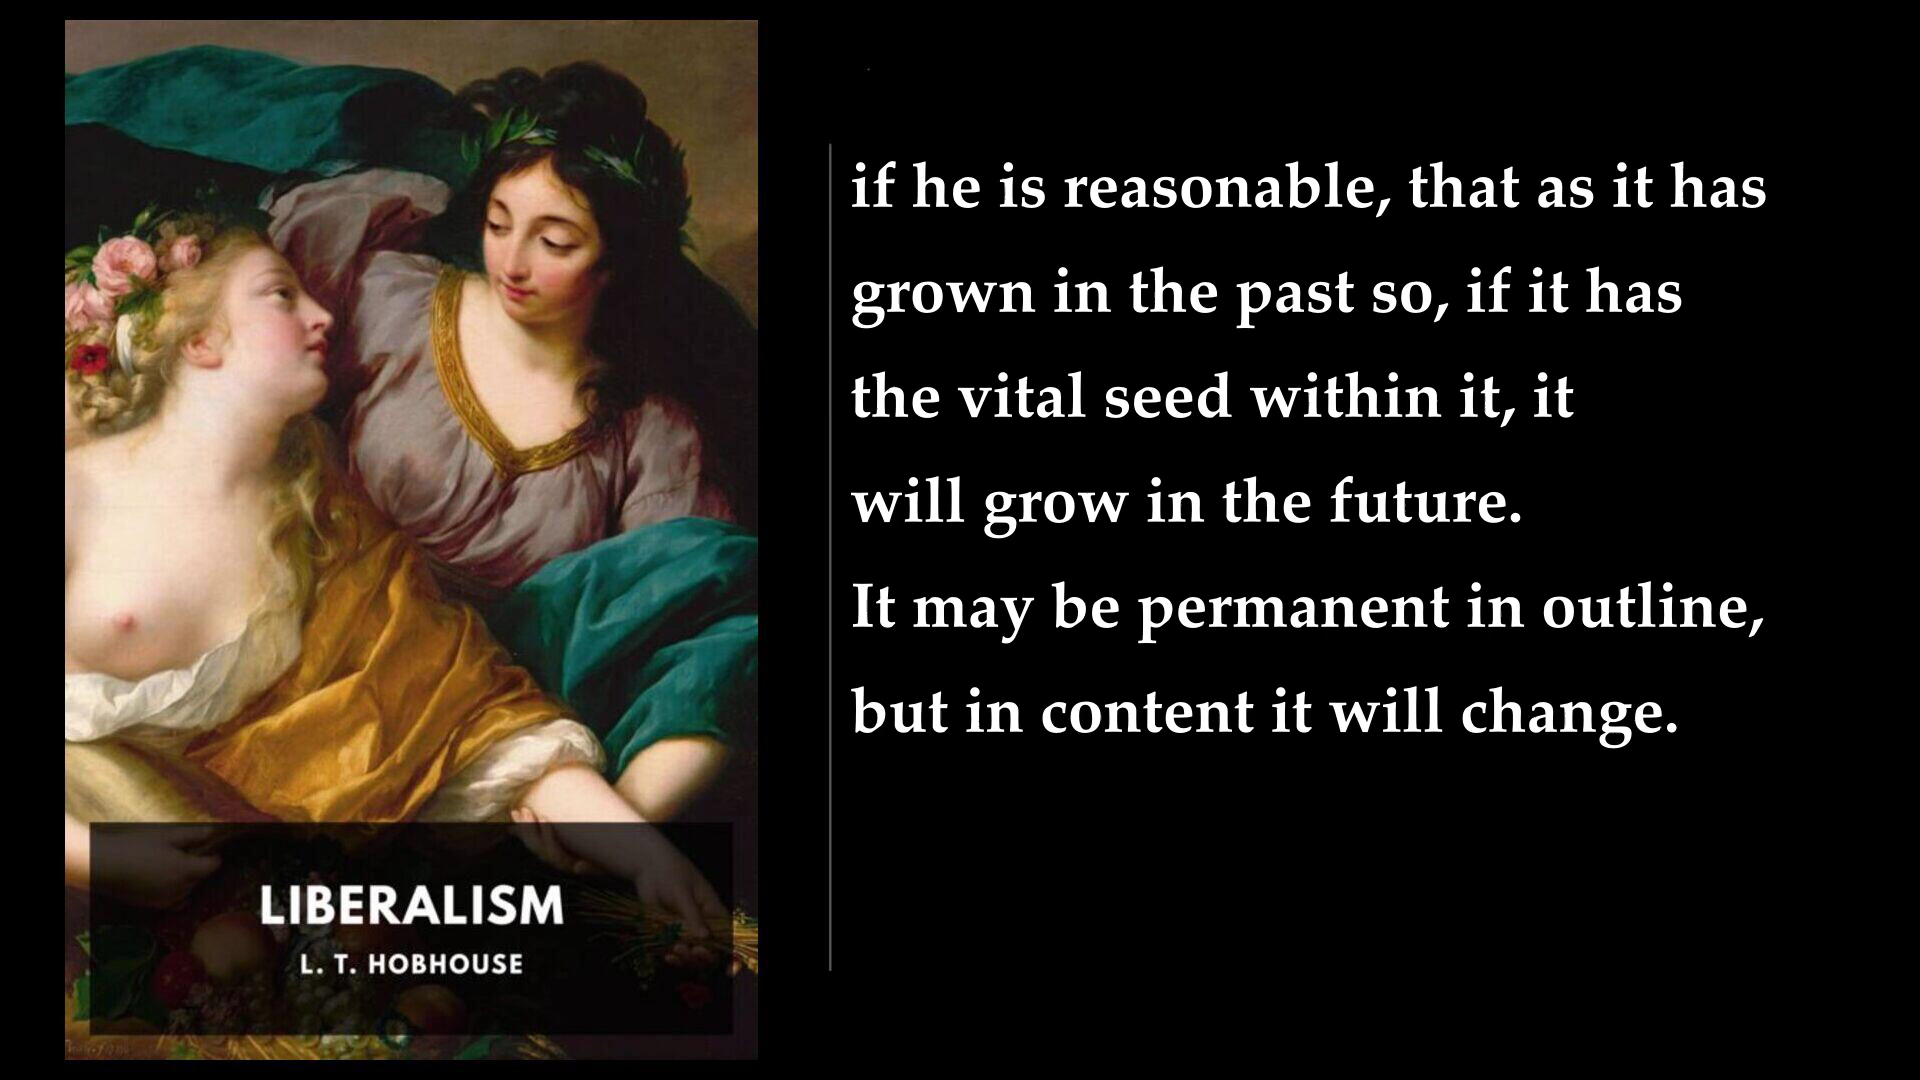 if he is reasonable, that as it has
grown in the past so, if it has
the vital seed within it, it
will grow in the future.
It may be permanent in outline,
but in content it will change.
LIBERALISM
L. T. HOBHOUSE